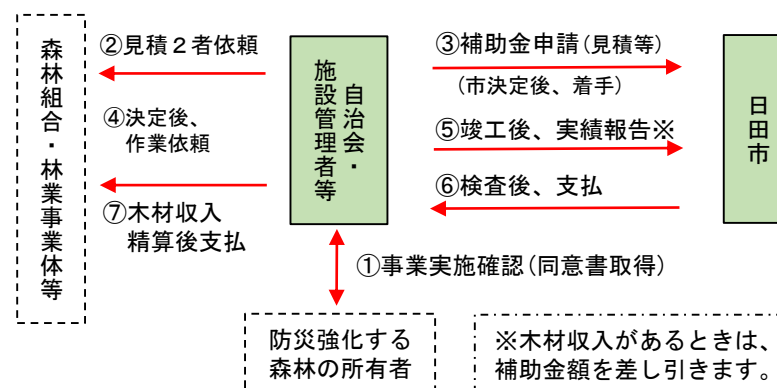 森林組合・林業事業体等
②見積２者依頼
④決定後、
作業依頼
⑦木材収入
精算後支払
自治会・
施設管理者等
③補助金申請(見積等)
(市決定後、着手)
⑤竣工後、実績報告※
⑥検査後、支払
日田市
①事業実施確認(同意書取得)
防災強化する
森林の所有者
※木材収入があるときは、
補助金額を差し引きます。